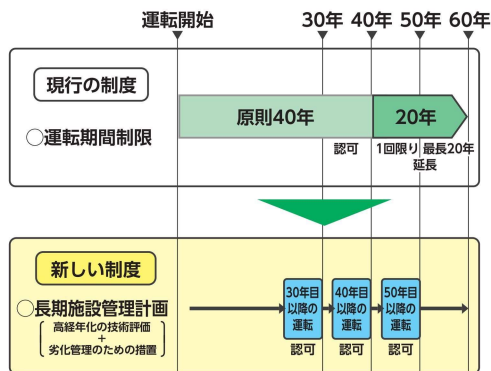 運転開始 30年 40年 50年 60年
現行の制度
○運転期間制限
原則40年 20年
認可 1回限り 最長20年
延長
新しい制度
○長期施設管理計画
高経年化の技術評価
+
劣化管理のための措置
30年目
以降の
運転
認可
40年目
以降の
運転
認可
50年目
以降の
運転
認可